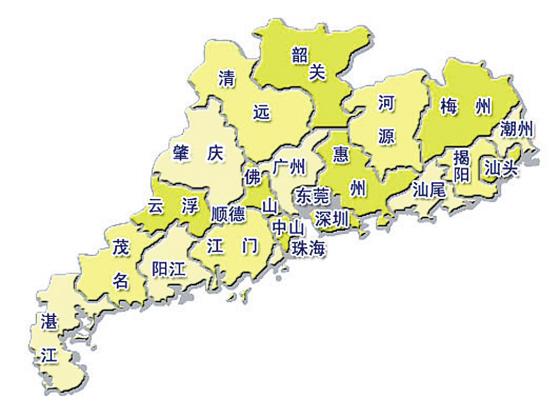 韶关
清远
河源
梅州
潮州
肇庆
广州
惠州
揭阳
汕头
佛山
东莞
汕尾
云浮
顺德
深圳
中山
江门
珠海
茂名
阳江
湛江